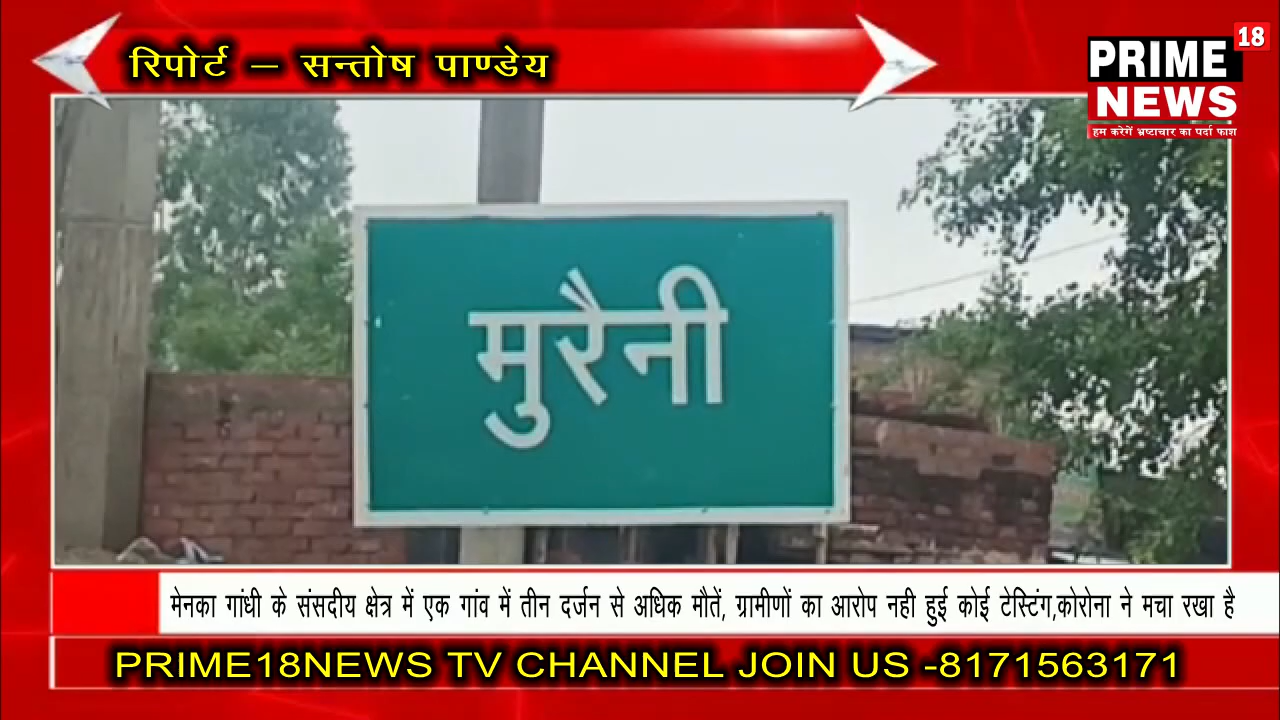 रिपोर्ट – सन्तोष पाण्डेय
18
PRIME
NEWS
हम करेगें भ्रष्टाचार का पर्दा फाश
मुरैनी
मेनका गांधी के संसदीय क्षेत्र में एक गांव में तीन दर्जन से अधिक मौतें, ग्रामीणों का आरोप नही हुई कोई टेस्टिंग,कोरोना ने मचा रखा है
PRIME18NEWS TV CHANNEL JOIN US -8171563171